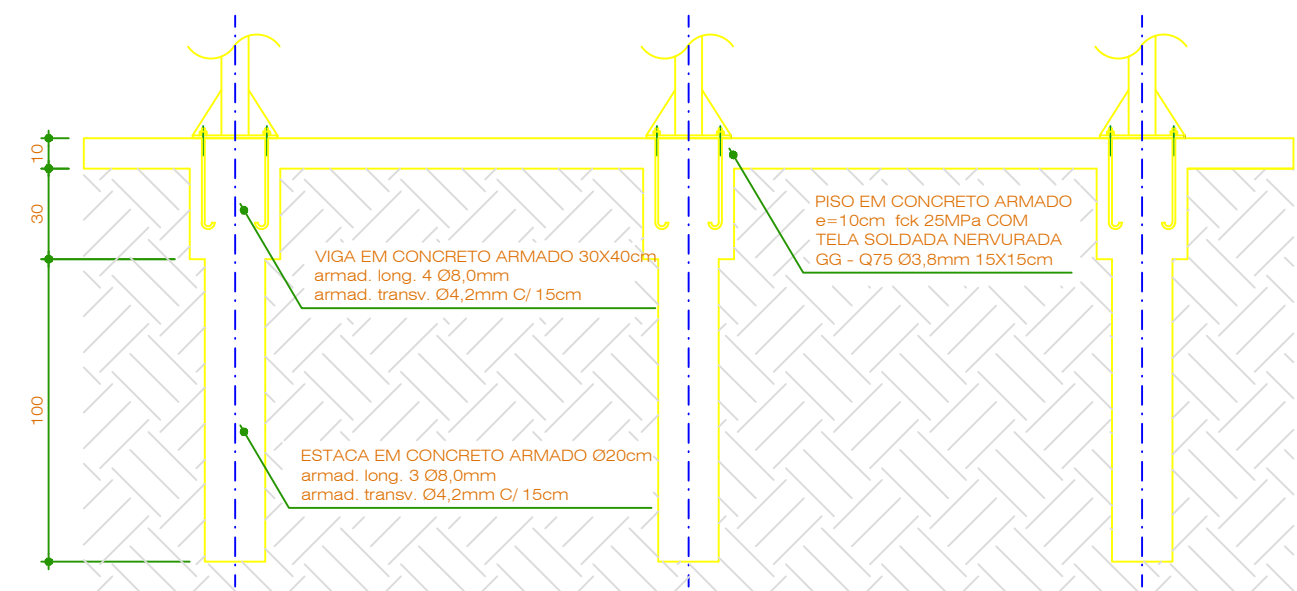 10
30
100
VIGA EM CONCRETO ARMADO 30X40cm
armad. long. 4 Ø8,0mm
armad. transv. Ø4,2mm C/ 15cm
PISO EM CONCRETO ARMADO
e=10cm fck 25MPa COM
TELA SOLDADA NERVURADA
GG - Q75 Ø3,8mm 15X15cm
ESTACA EM CONCRETO ARMADO Ø20cm
armad. long. 3 Ø8,0mm
armad. transv. Ø4,2mm C/ 15cm